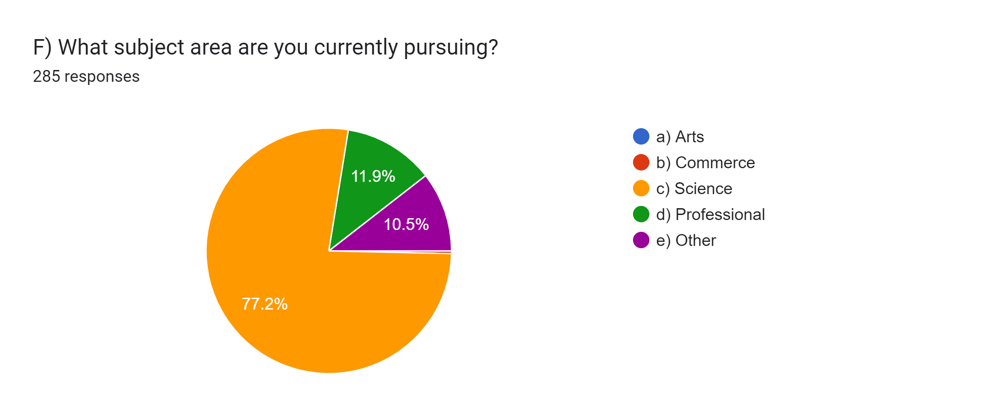 F) What subject area are you currently pursuing?
285 responses
11.9%
10.5%
77.2%
a) Arts
b) Commerce
c) Science
d) Professional
e) Other